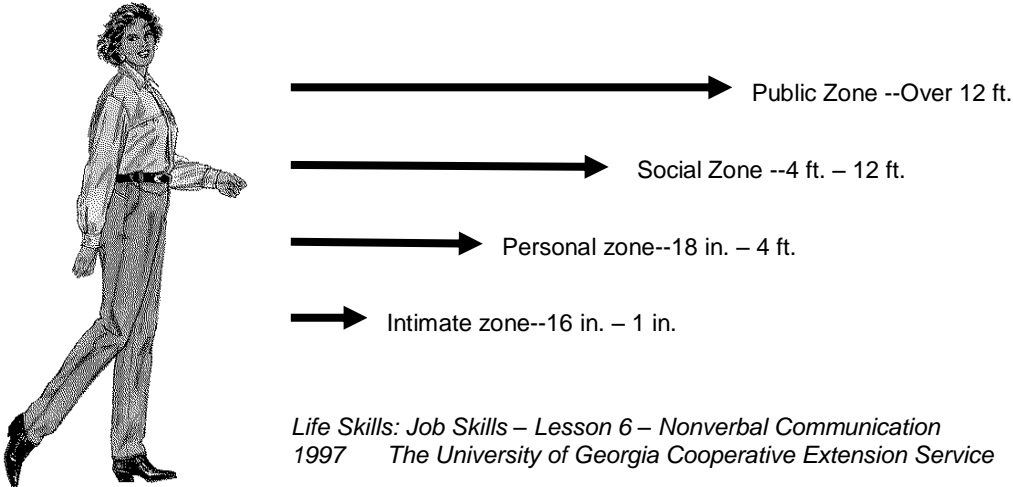 Public Zone --Over 12 ft.
Social Zone --4 ft. – 12 ft.
Personal zone--18 in. – 4 ft.
Intimate zone--16 in. – 1 in.
Life Skills: Job Skills – Lesson 6 – Nonverbal Communication
1997 The University of Georgia Cooperative Extension Service